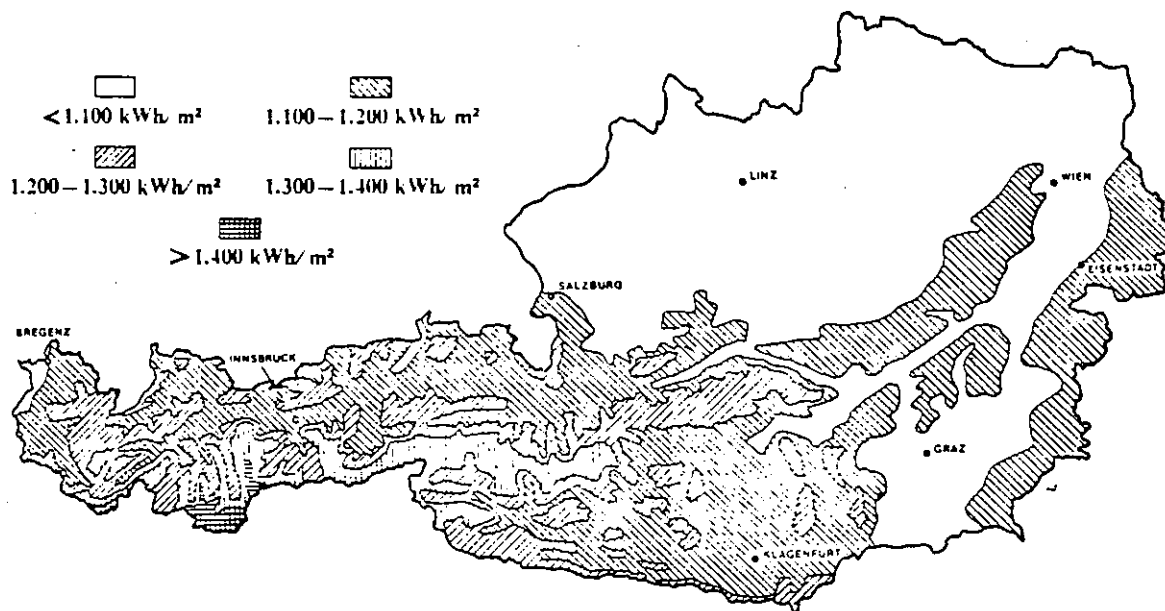 <1.100 kWh/m²
1.100–1.200 kWh/m²
1.200–1.300 kWh/m²
1.300–1.400 kWh/m²
>1.400 kWh/m²
LINZ
WIEN
EISENSTADT
SALZBURG
BREGENZ
INNSBRUCK
GRAZ
KLAGENFURT